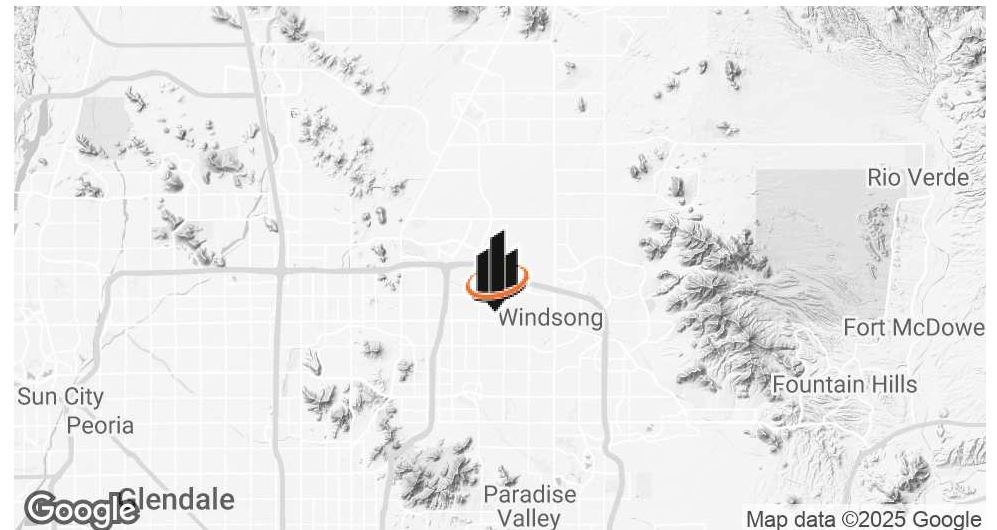 Rio Verde
Windsong
Fort McDowe
Fountain Hills
Sun City
Peoria
Google
Glendale
Paradise
Valley
Map data ©2025 Google